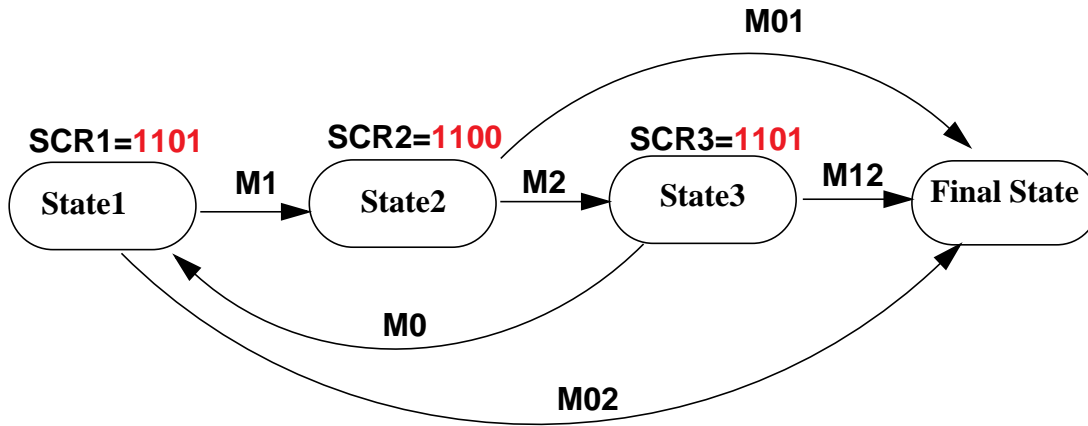 M01
SCR1=1101
SCR2=1100
SCR3=1101
State1
M1
State2
M2
State3
M12
Final State
M0
M02